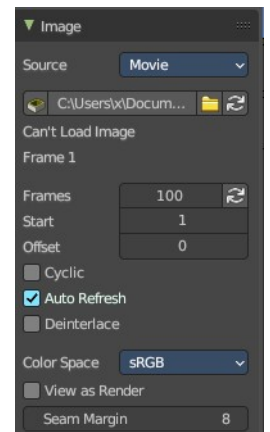 Image
Source Movie
C:\Users\x\Docum...
Can't Load Image
Frame 1
Frames 100
Start 1
Offset 0
Cyclic
Auto Refresh
Deinterlace
Color Space sRGB
View as Render
Seam Margin 8